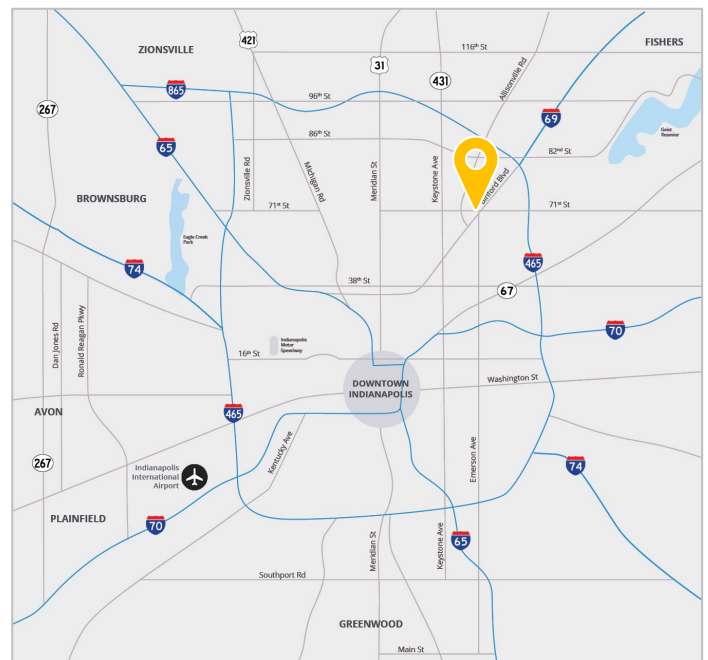 ZIONSVILLE
421
116th St
FISHERS
31
431
Allisonville Rd
865
96th St
267
69
86th St
82nd St
Geist
Reservoir
65
Zionsville Rd
Michigan Rd
Meridian St
Keystone Ave
Blvd
BROWNSBURG
71st St
71st St
Eagle Creek
Park
74
38th St
465
67
70
Dan Jones Rd
Ronald Reagan Pkwy
Indianapolis
Motor
Speedway
16th St
DOWNTOWN
INDIANAPOLIS
Washington St
AVON
465
Kentucky Ave
Emerson Ave
267
Indianapolis
International
Airport
74
PLAINFIELD
70
Meridian St
Keystone Ave
65
Southport Rd
GREENWOOD
Main St